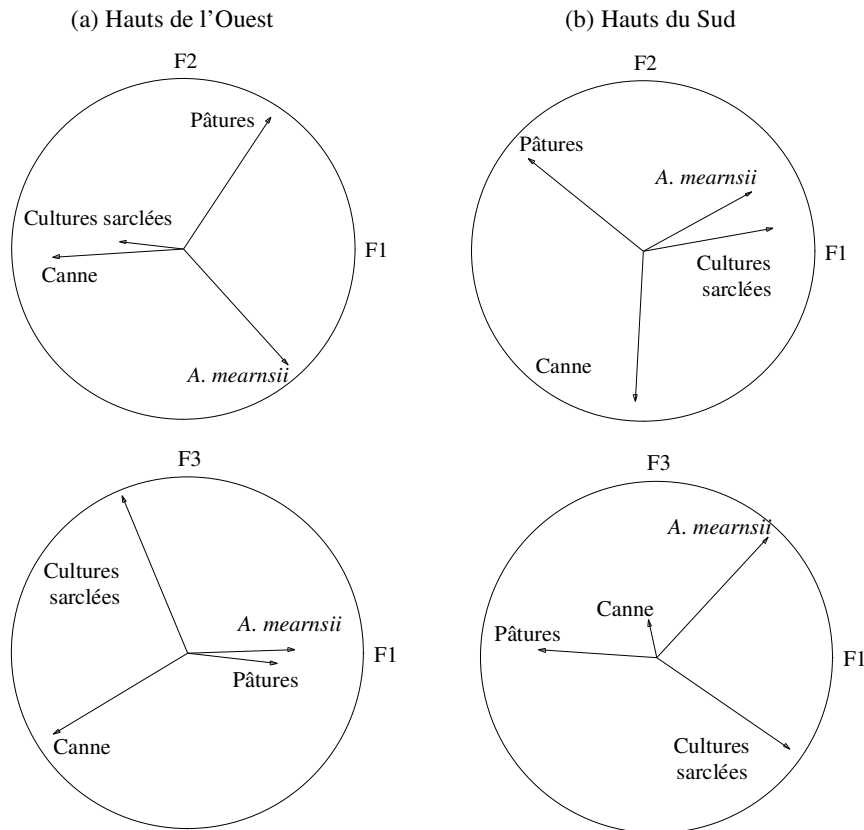 (a) Hauts de l'Ouest
F2
Pâtures
Cultures sarclées
Canne
F1
A. mearnsii
(b) Hauts du Sud
F2
Pâtures
A. mearnsii
F1
Cultures
sarclées
Canne
F3
Cultures
sarclées
A. mearnsii
F1
Pâtures
Canne
F3
A. mearnsii
Canne
Pâtures
F1
Cultures
sarclées